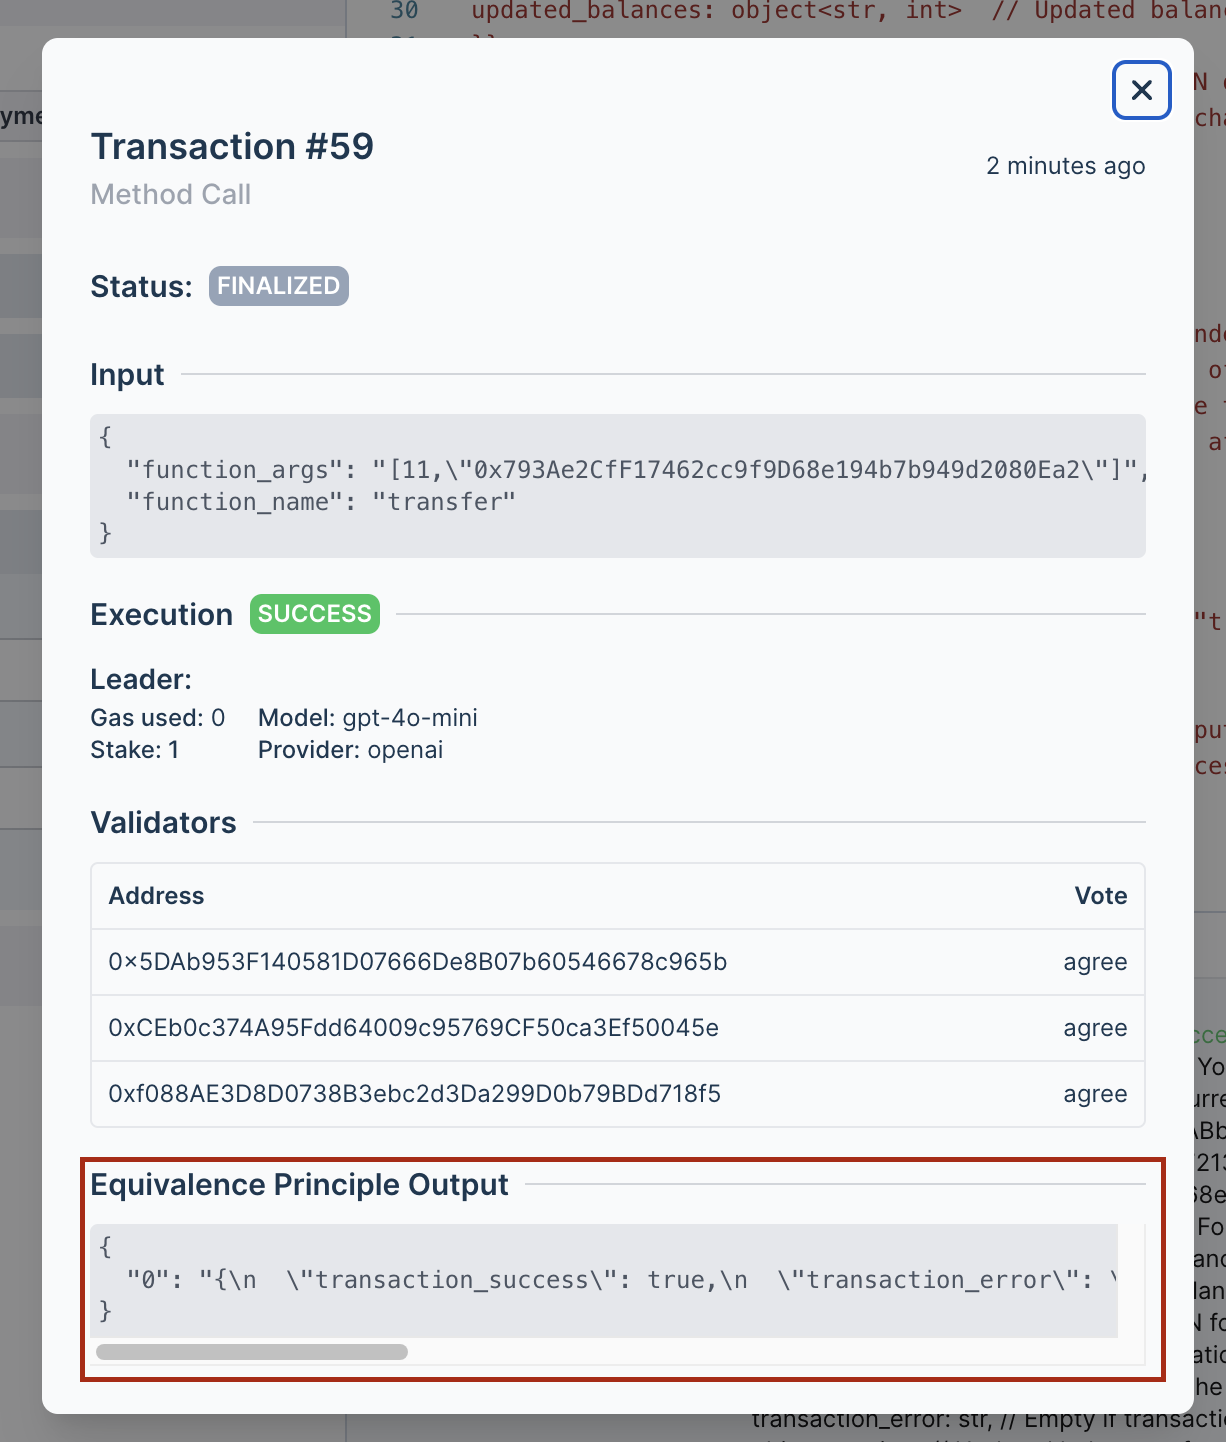 30 updated_balances: object<str, int> // Updated balan
Transaction #59
2 minutes ago
Method Call
Status: FINALIZED
Input
{
"function_args": "[11,\"0x793Ae2CfF17462cc9f9D68e194b7b949d2080Ea2\"]",
"function_name": "transfer"
}
Execution SUCCESS
Leader:
Gas used: 0 Model: gpt-4o-mini
Stake: 1 Provider: openai
Validators
Address Vote
0x5DAb953F140581D07666De8B07b60546678c965b agree
0xCEb0c374A95Fdd64009c95769CF50ca3Ef50045e agree
0xf088AE3D8D0738B3ebc2d3Da299D0b79BDd718f5 agree
Equivalence Principle Output
{
"0": "{\n \"transaction_success\": true,\n \"transaction_error\": \
}
transaction_error: str, // Empty if transacti